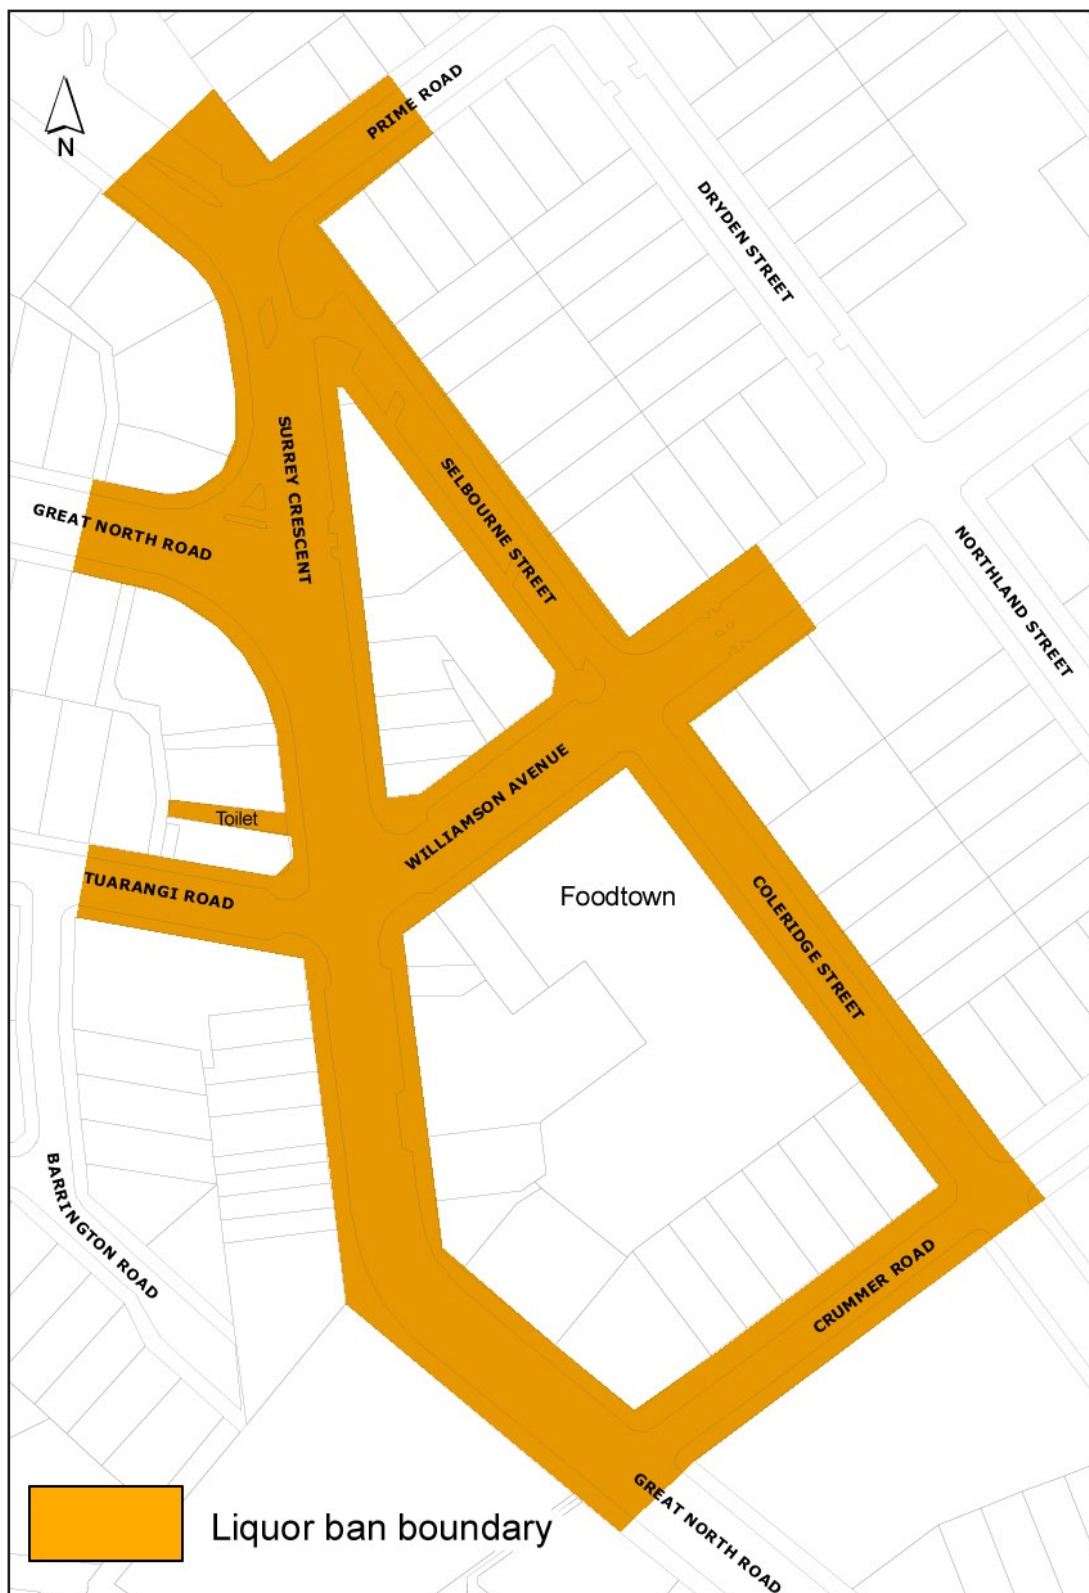 PRIME ROAD
N
DRYDEN STREET
SURREY CRESCENT
SELBOURNE STREET
GREAT NORTH ROAD
NORTHLAND STREET
WILLIAMSON AVENUE
Toilet
TUARANGI ROAD
Foodtown
COLERIDGE STREET
BARRINGTON ROAD
CRUMMER ROAD
GREAT NORTH ROAD
Liquor ban boundary